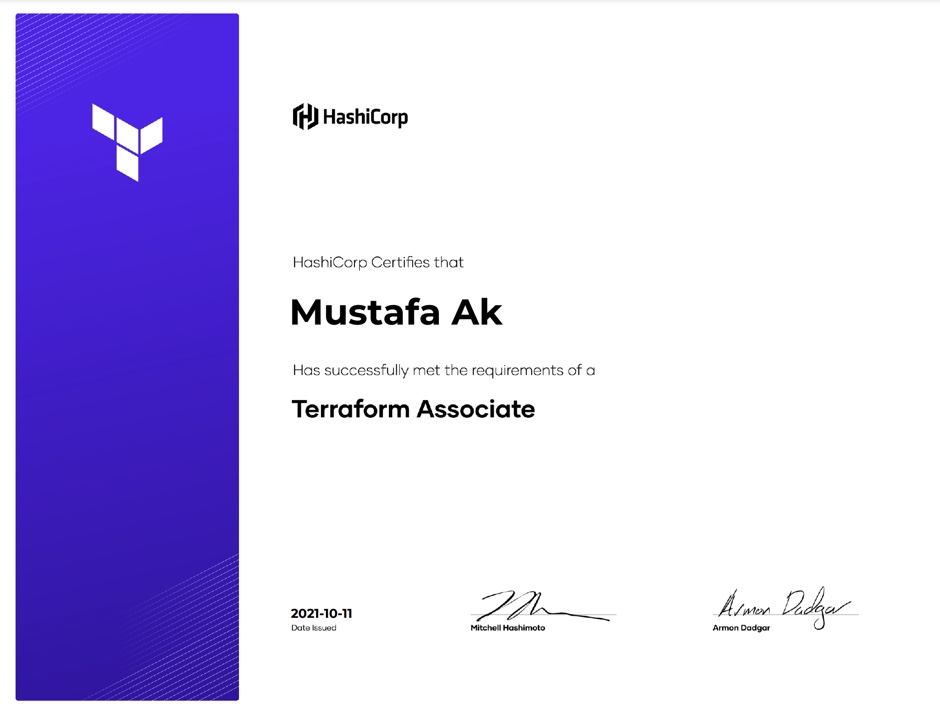 HashiCorp
HashiCorp Certifies that
Mustafa Ak
Has successfully met the requirements of a
Terraform Associate
2021-10-11
Date Issued
Mitchell Hashimoto
Armon Dadgar
Armon Dadgar